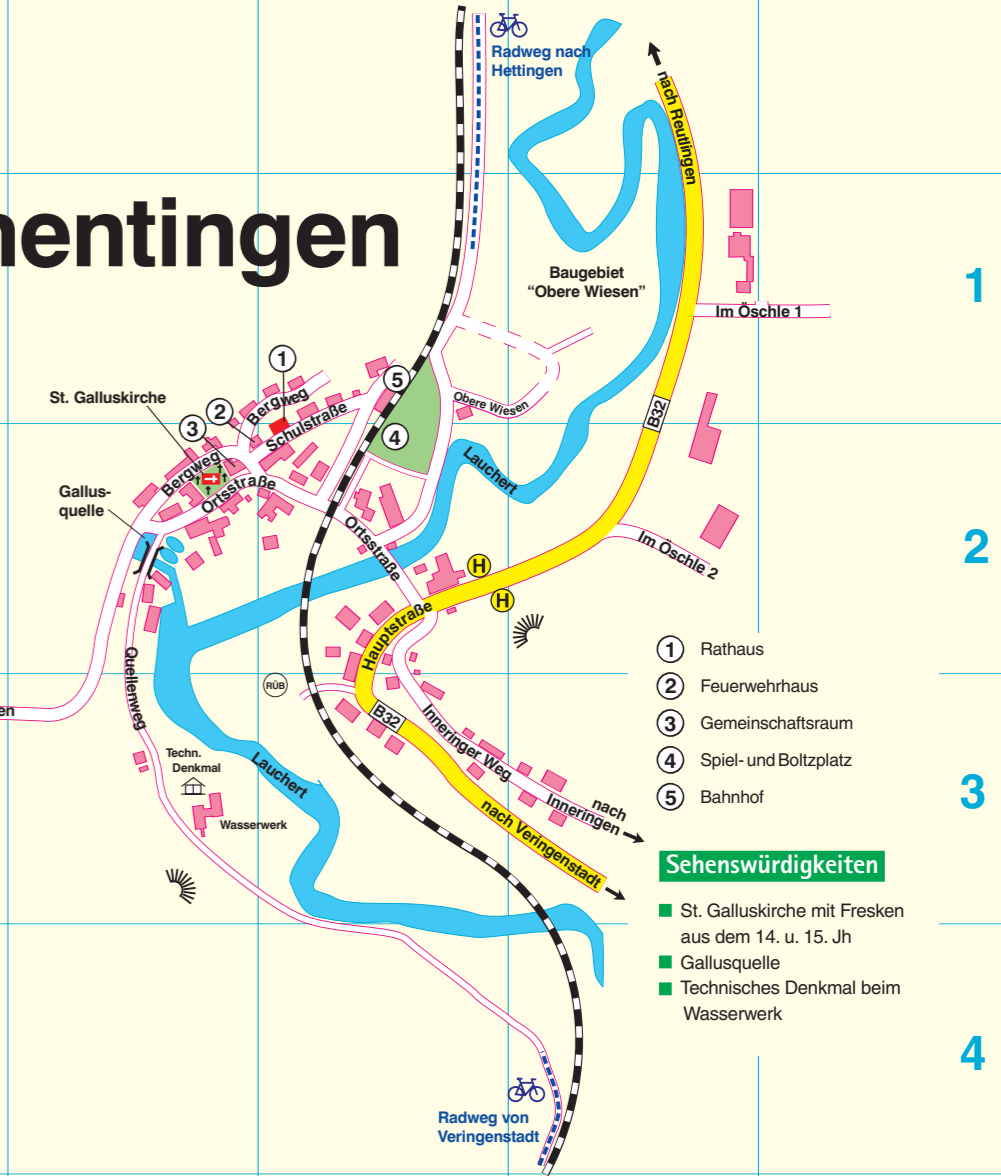 Radweg nach
Hettingen
nach Reutlingen
nentingen
Baugebiet
“Obere Wiesen”
1
Im Öschle 1
1
5
St. Galluskirche
2
Bergweg
Obere Wiesen
B32
3
Schulstraße
4
Bergweg
Lauchert
Ortsstraße
Gallus-
quelle
Ortsstraße
Im Öschle 2
2
H
H
Hauptstraße
1 Rathaus
Quellenweg
RÜB
2 Feuerwehrhaus
en
B32
3 Gemeinschaftsraum
Inneringer Weg
4 Spiel- und Boltzplatz
Techn.
Denkmal
Lauchert
5 Bahnhof
3
nach
Inneringen
Wasserwerk
nach Veringenstadt
Sehenswürdigkeiten
St. Galluskirche mit Fresken
aus dem 14. u. 15. Jh
Gallusquelle
Technisches Denkmal beim
Wasserwerk
4
Radweg von
Veringenstadt